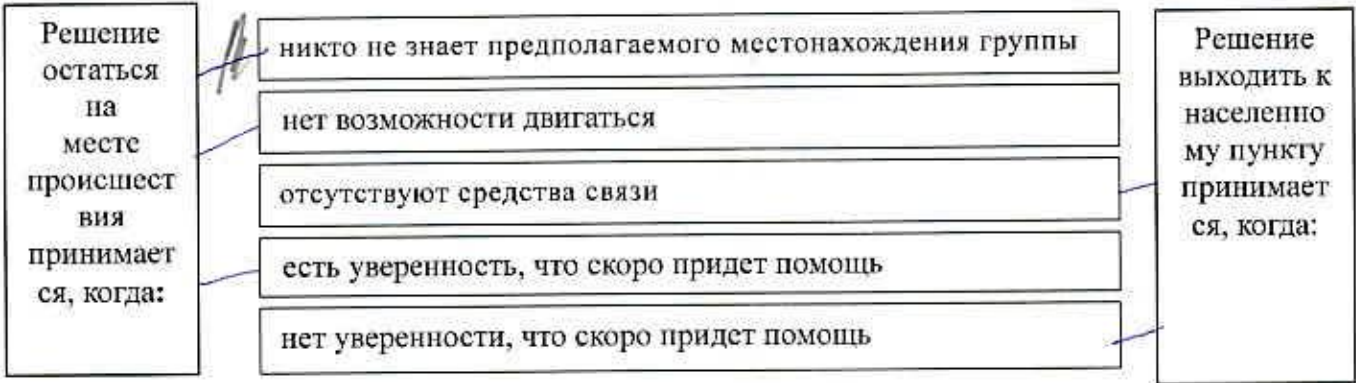 Решение
остаться
на
месте
происшест
вия
принимает
ся, когда:
никто не знает предполагаемого местонахождения группы
нет возможности двигаться
отсутствуют средства связи
есть уверенность, что скоро придет помощь
нет уверенности, что скоро придет помощь
Решение
выходить к
населенно
му пункту
принимает
ся, когда: